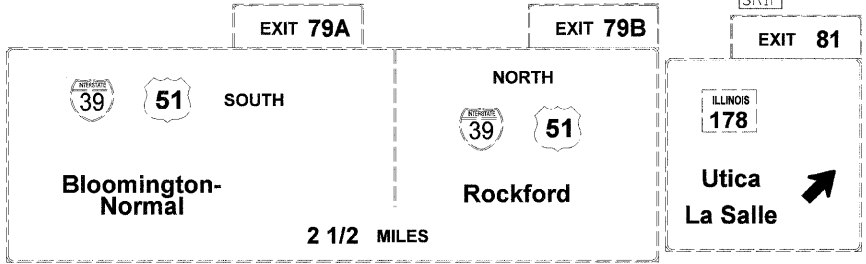 EXIT 79A
INTERSTATE
39
51
SOUTH
Bloomington-
Normal
EXIT 79B
NORTH
INTERSTATE
39
51
Rockford
2 1/2 MILES
EXIT 81
ILLINOIS
178
Utica
La Salle